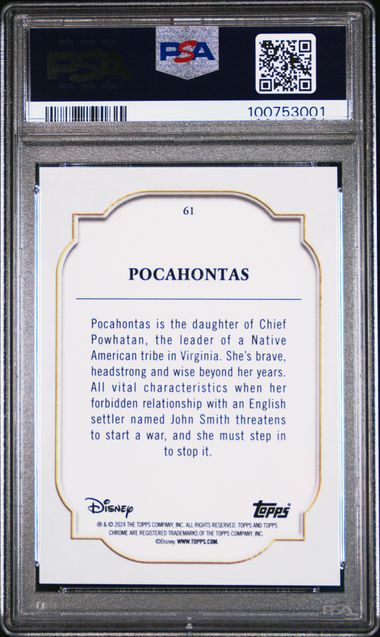 PSA
PSA
100753001
61
POCAHONTAS
Pocahontas is the daughter of Chief
Powhatan, the leader of a Native
American tribe in Virginia. She's brave,
headstrong and wise beyond her years.
All vital characteristics when her
forbidden relationship with an English
settler named John Smith threatens
to start a war, and she must step in
to stop it.
Disney
topps
® & © 2024 THE TOPPS COMPANY, INC. ALL RIGHTS RESERVED. TOPPS AND TOPPS
CHROME ARE REGISTERED TRADEMARKS OF THE TOPPS COMPANY, INC.
©Disney. WWW.TOPPS.COM.
PSA